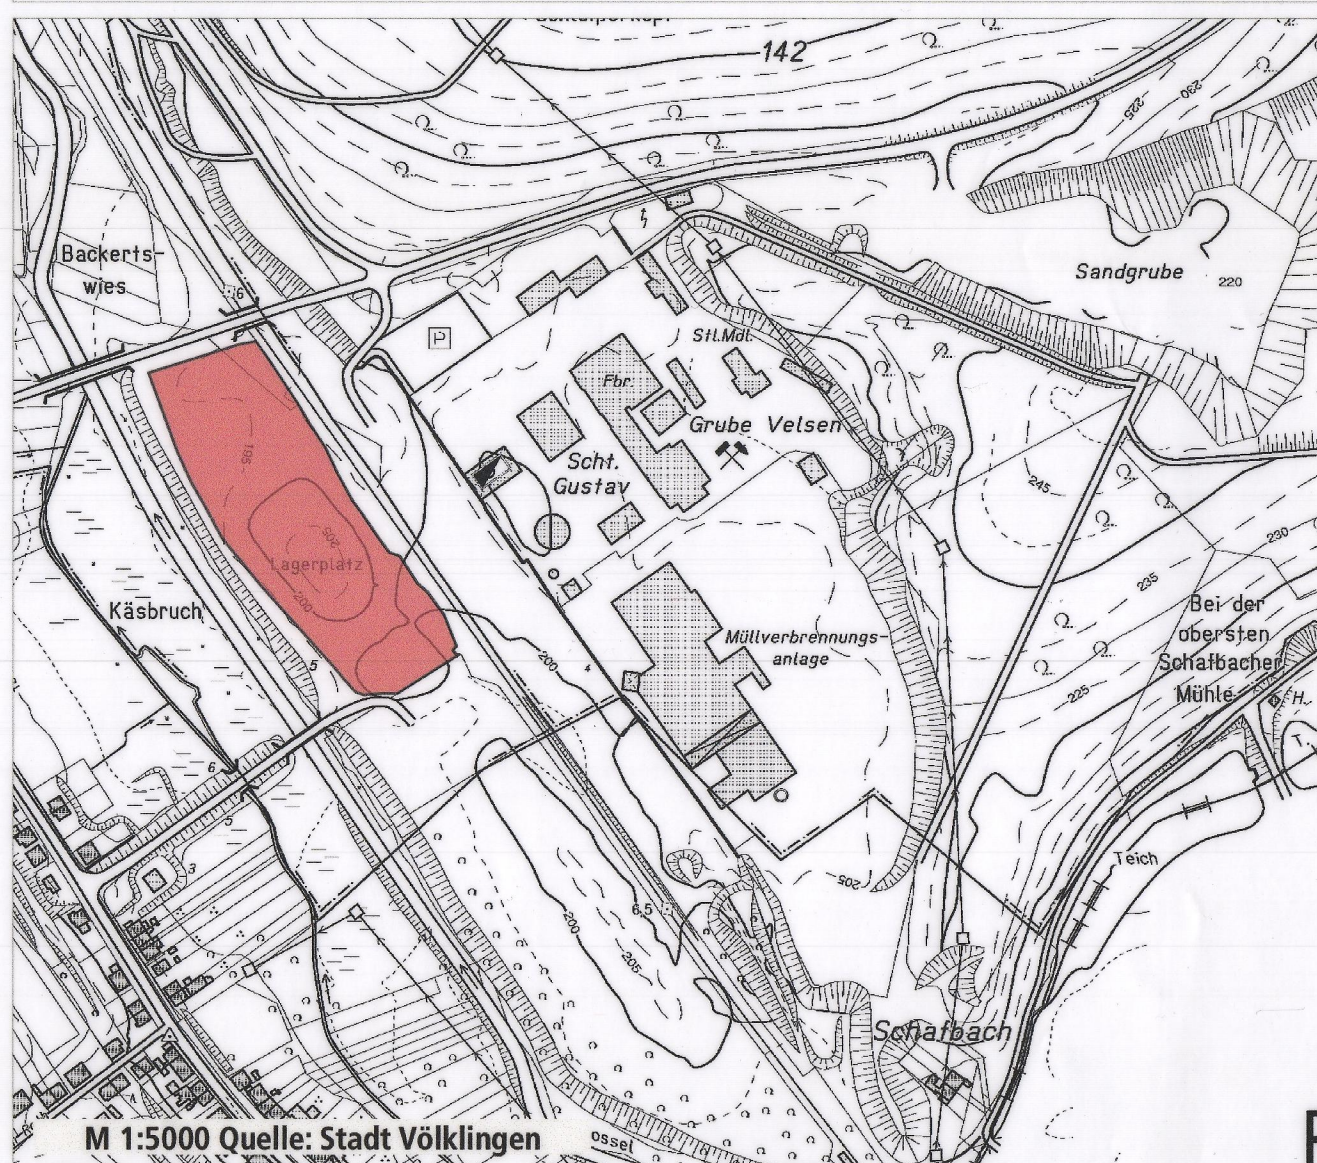 142
225
230
Backerts-
wies
6
P
Sandgrube
220
Stl.Mdl.
Fbr.
Grube Velsen
Scht.
Gustav
195
205
Lagerplatz
200
245
230
235
Käsbruch
Bei der
obersten
Schafbacher
Mühle
H.
T.
Müllverbrennungs-
anlage
200
4
5
225
6
5
3
Teich
205
6,5
200
205
Schafbach
M 1:5000 Quelle: Stadt Völklingen
ossel